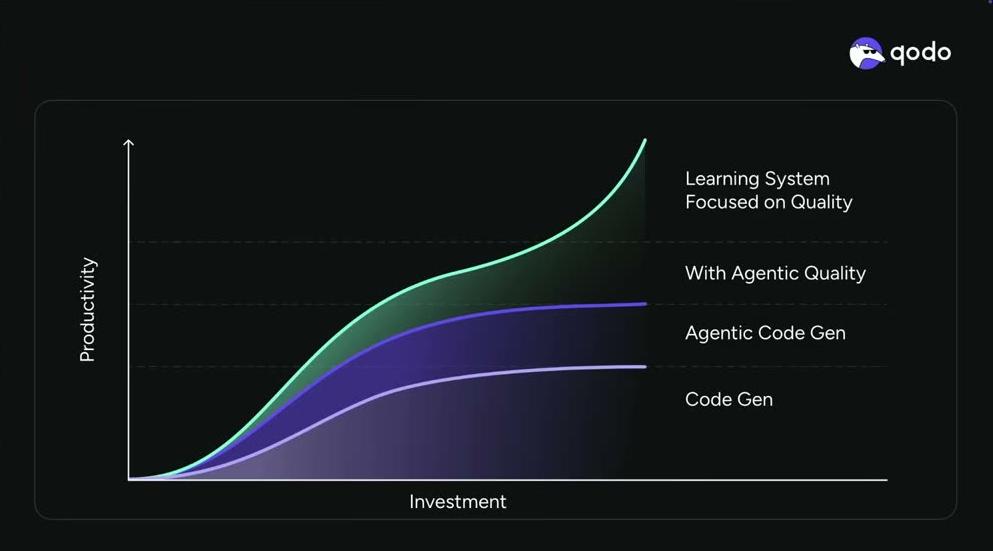 qodo
Productivity
Learning System
Focused on Quality
With Agentic Quality
Agentic Code Gen
Code Gen
Investment